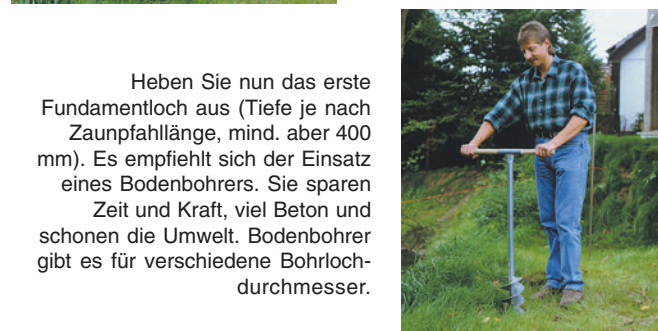 Heben Sie nun das erste
Fundamentloch aus (Tiefe je nach
Zaunpfahllänge, mind. aber 400
mm). Es empfiehlt sich der Einsatz
eines Bodenbohrers. Sie sparen
Zeit und Kraft, viel Beton und
schonen die Umwelt. Bodenbohrer
gibt es für verschiedene Bohrloch-
durchmesser.